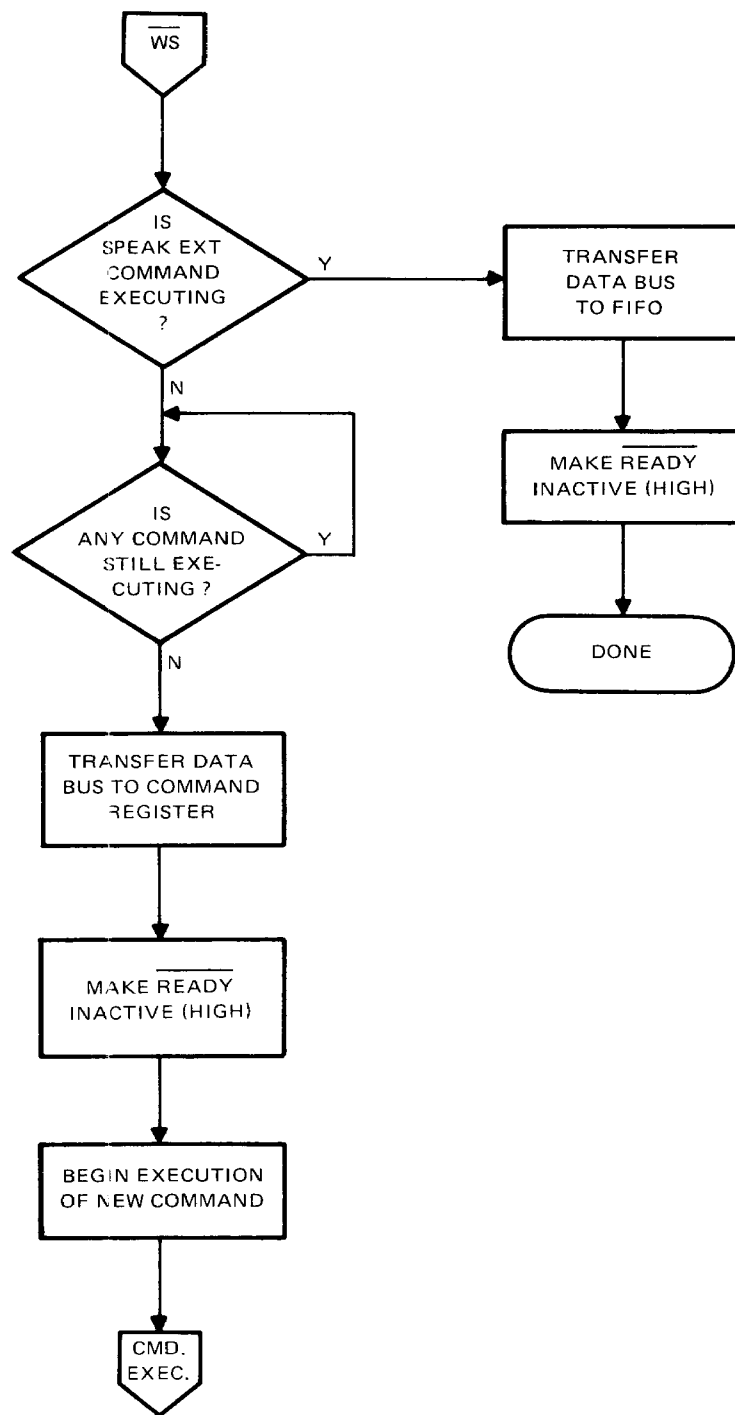 WS
IS
SPEAK EXT
COMMAND
EXECUTING
?
Y
N
TRANSFER
DATA BUS
TO FIFO
MAKE READY
INACTIVE (HIGH)
DONE
IS
ANY COMMAND
STILL EXE-
CUTING ?
Y
N
TRANSFER DATA
BUS TO COMMAND
REGISTER
MAKE READY
INACTIVE (HIGH)
BEGIN EXECUTION
OF NEW COMMAND
CMD.
EXEC.